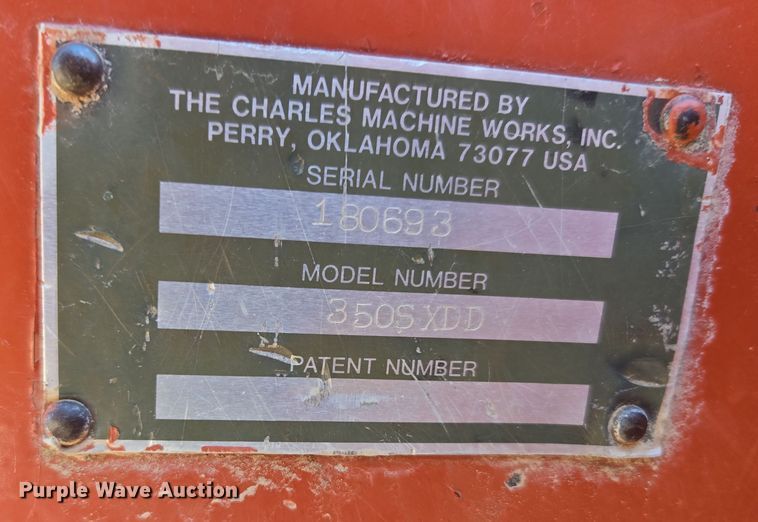 MANUFACTURED BY
THE CHARLES MACHINE WORKS, INC.
PERRY, OKLAHOMA 73077 USA
SERIAL NUMBER
180693
MODEL NUMBER
350SXDD
PATENT NUMBER
Purple Wave Auction